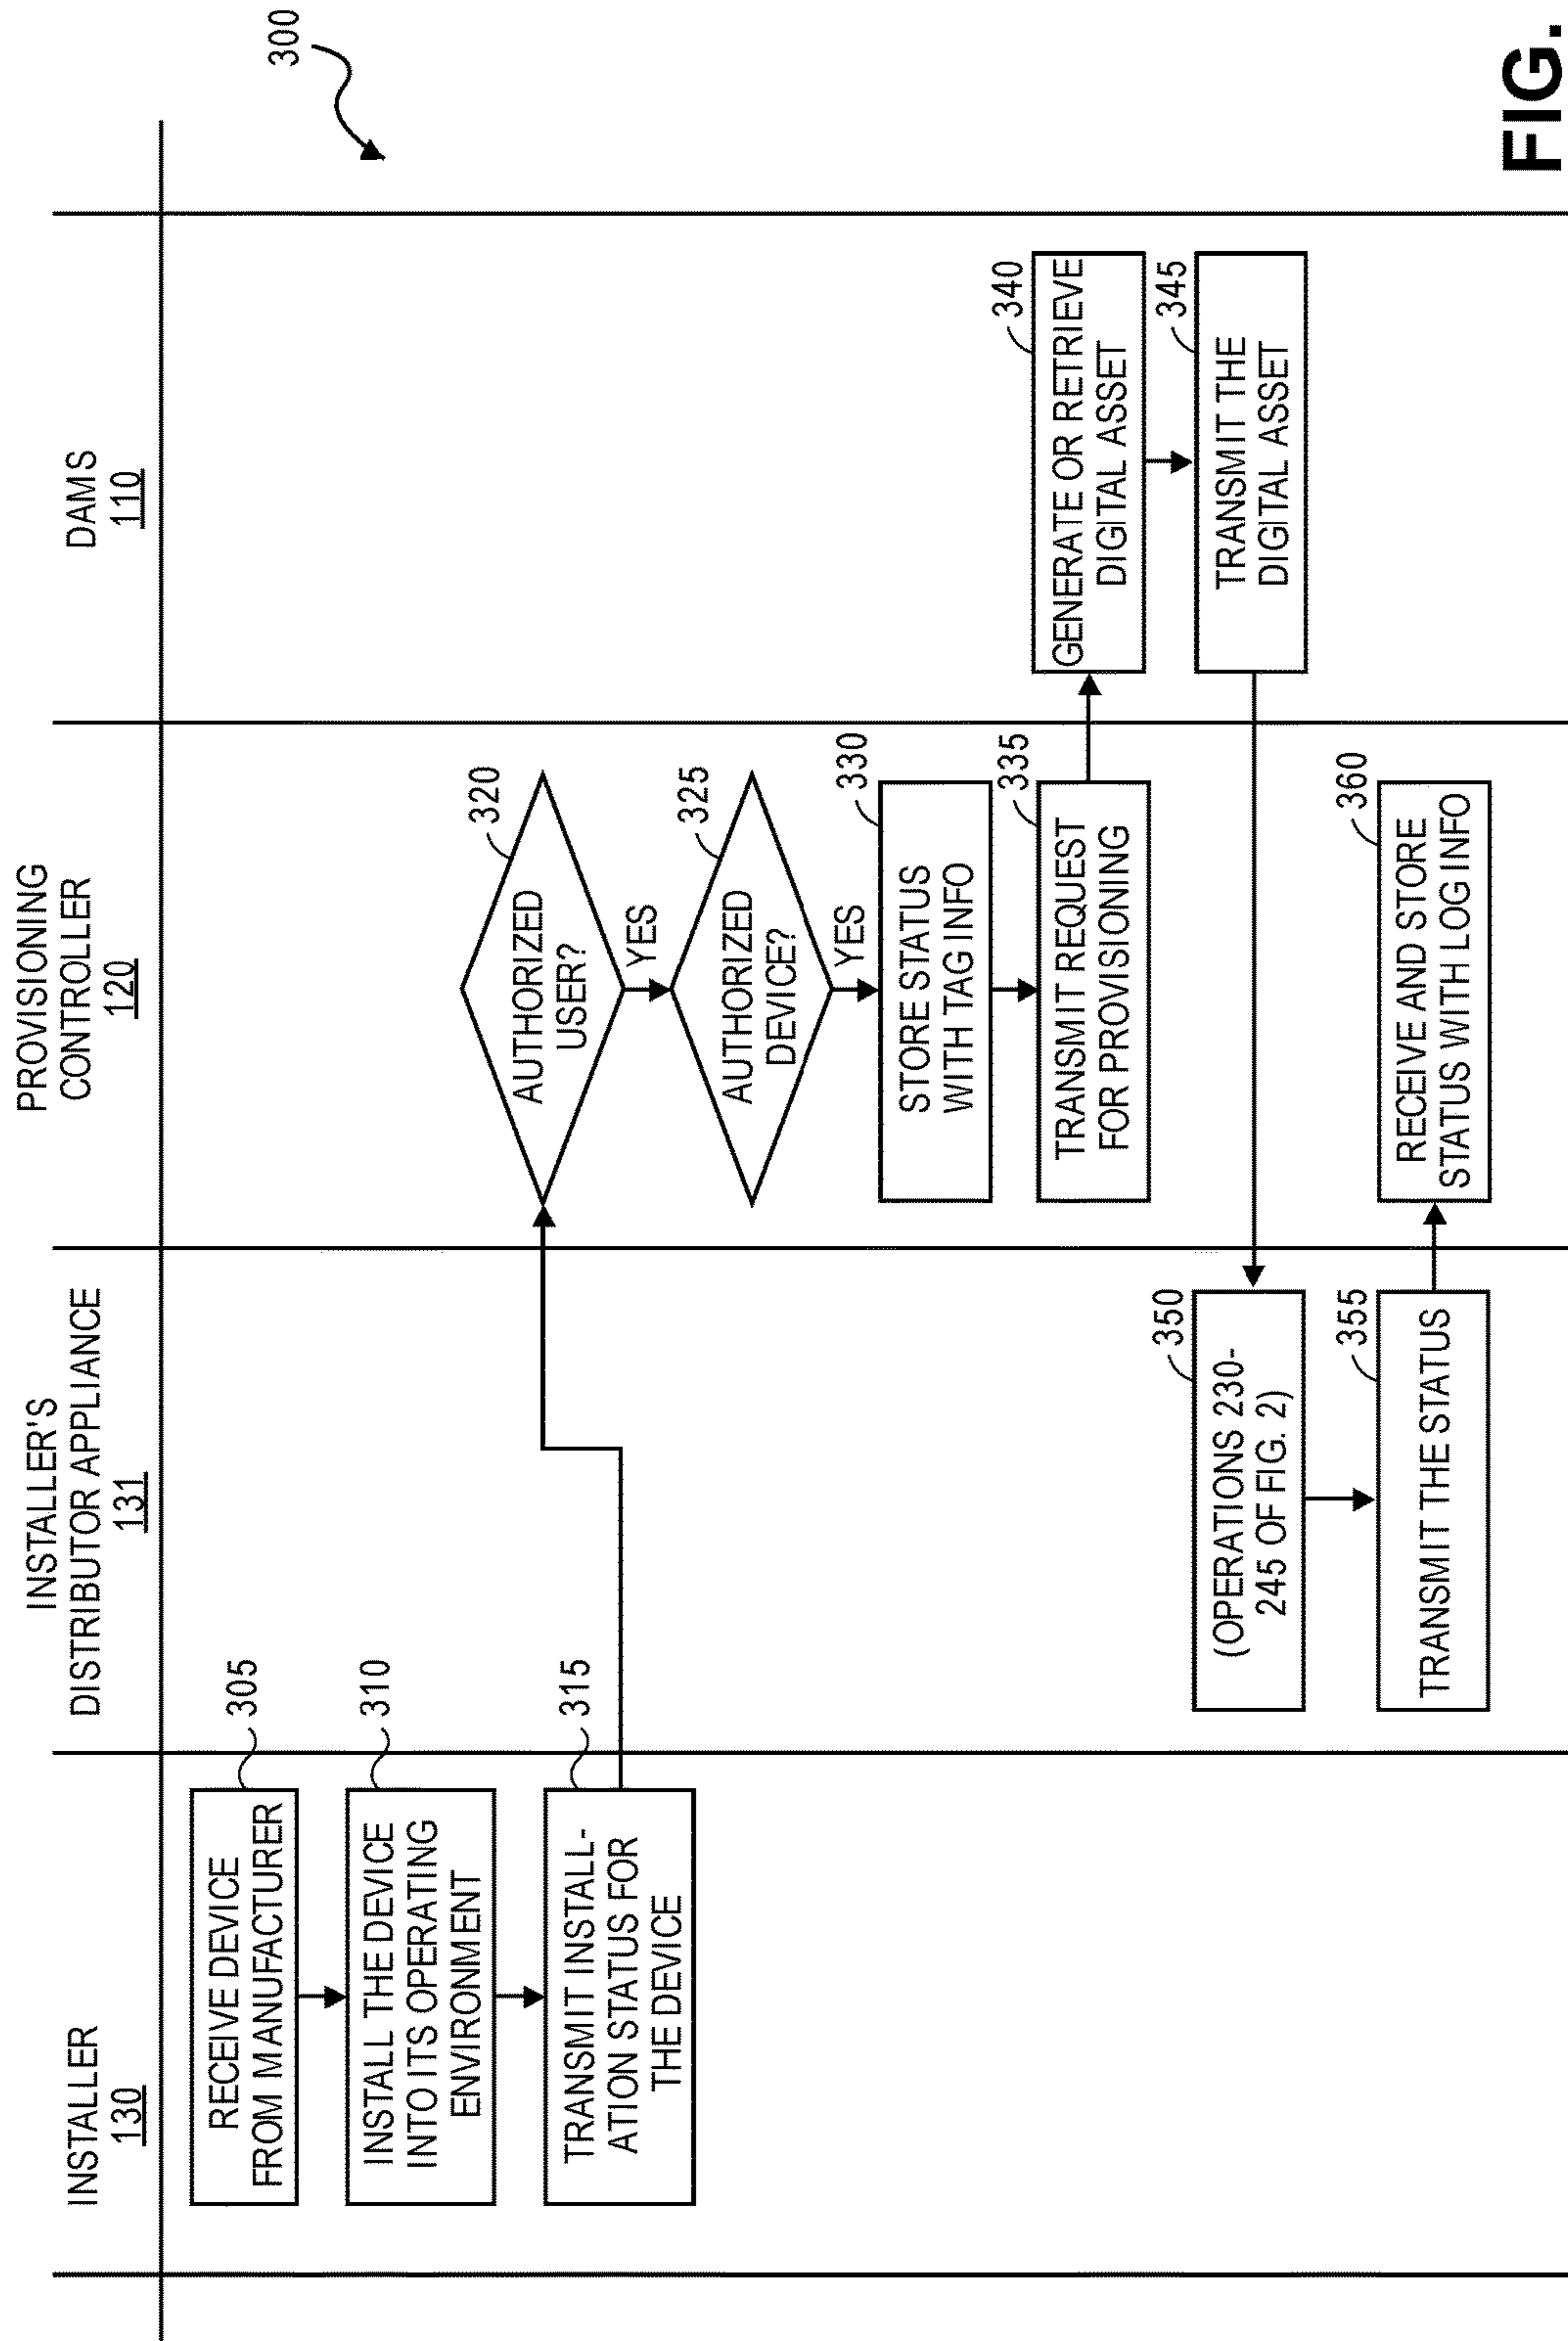 300
INSTALLER
130
INSTALLER'S
DISTRIBUTOR APPLIANCE
131
PROVISIONING
CONTROLLER
120
DAMS
110
305
RECEIVE DEVICE
FROM MANUFACTURER
310
INSTALL THE DEVICE
INTO ITS OPERATING
ENVIRONMENT
315
TRANSMIT INSTALL-
ATION STATUS FOR
THE DEVICE
320
AUTHORIZED
USER?
YES
325
AUTHORIZED
DEVICE?
YES
330
STORE STATUS
WITH TAG INFO
335
TRANSMIT REQUEST
FOR PROVISIONING
340
GENERATE OR RETRIEVE
DIGITAL ASSET
345
TRANSMIT THE
DIGITAL ASSET
350
(OPERATIONS 230-
245 OF FIG. 2)
355
TRANSMIT THE STATUS
360
RECEIVE AND STORE
STATUS WITH LOG INFO
FIG.